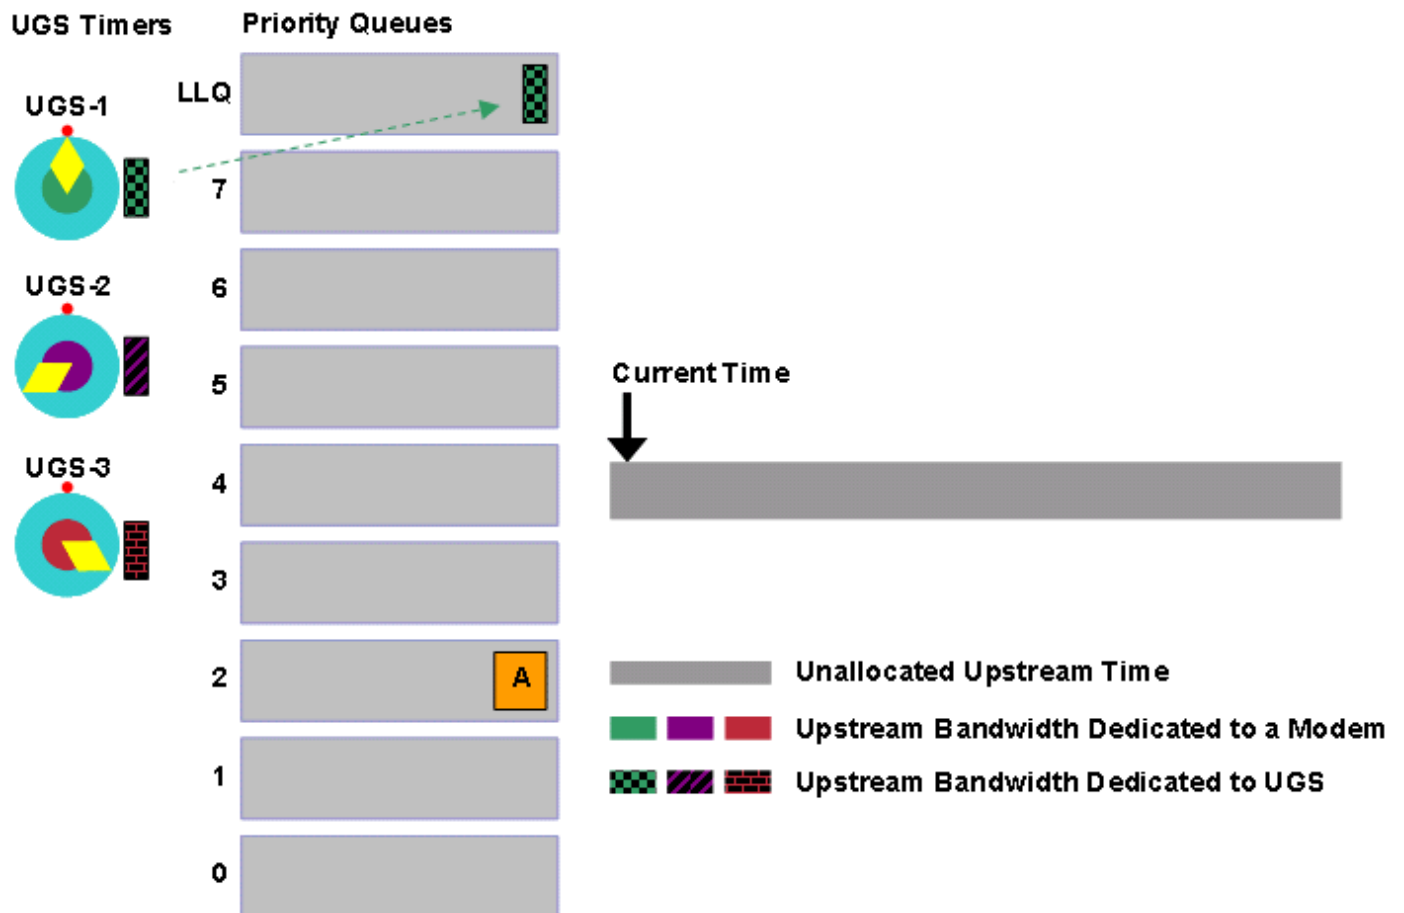 UGS Timers
Priority Queues
LLQ
UGS-1
7
UGS-2
6
5
Current Time
UGS-3
4
3
2
A
Unallocated Upstream Time
Upstream Bandwidth Dedicated to a Modem
1
Upstream Bandwidth Dedicated to UGS
0